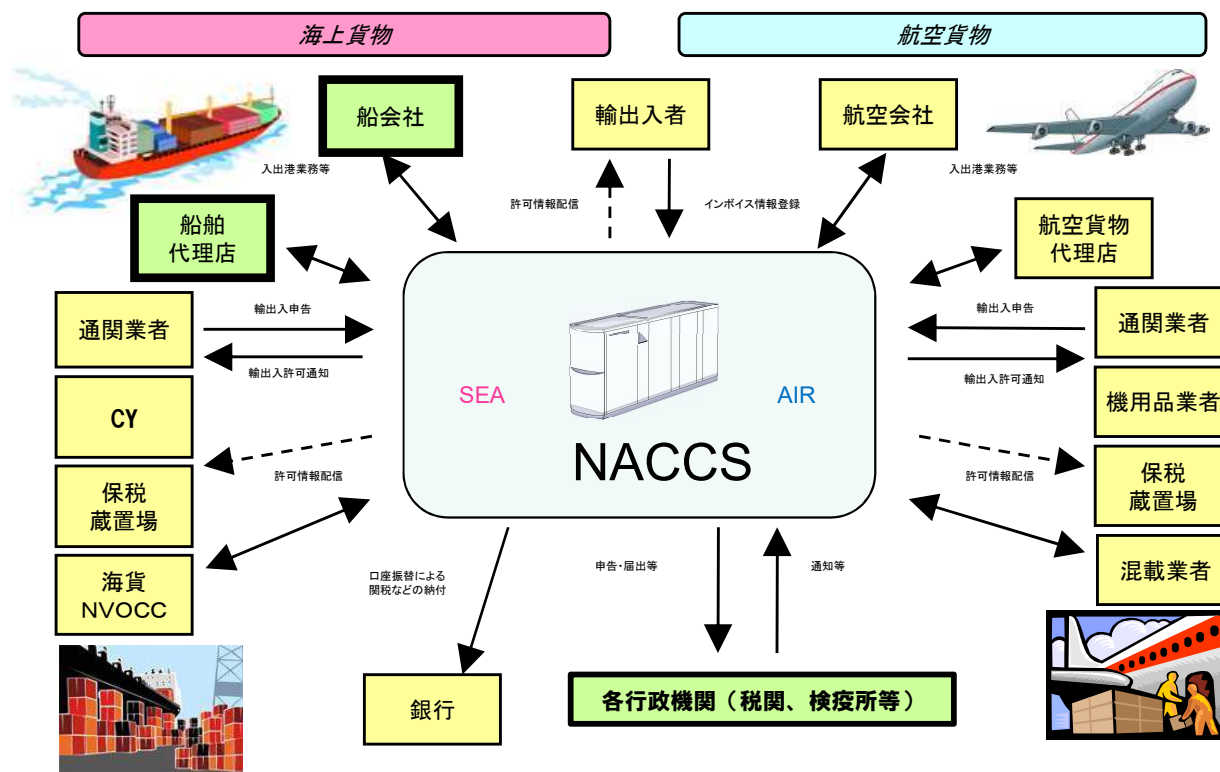 海上貨物
航空貨物
船会社
輸出入者
航空会社
入出港業務等
許可情報配信
インボイス情報登録
入出港業務等
船舶
代理店
航空貨物
代理店
通関業者
輸出入申告
輸出入許可通知
輸出入申告
輸出入許可通知
通関業者
CY
SEA
AIR
NACCS
機用品業者
保税
蔵置場
許可情報配信
許可情報配信
保税
蔵置場
海貨
NVOCC
口座振替による
関税などの納付
申告・届出等
通知等
混載業者
銀行
各行政機関（税関、検疫所等）